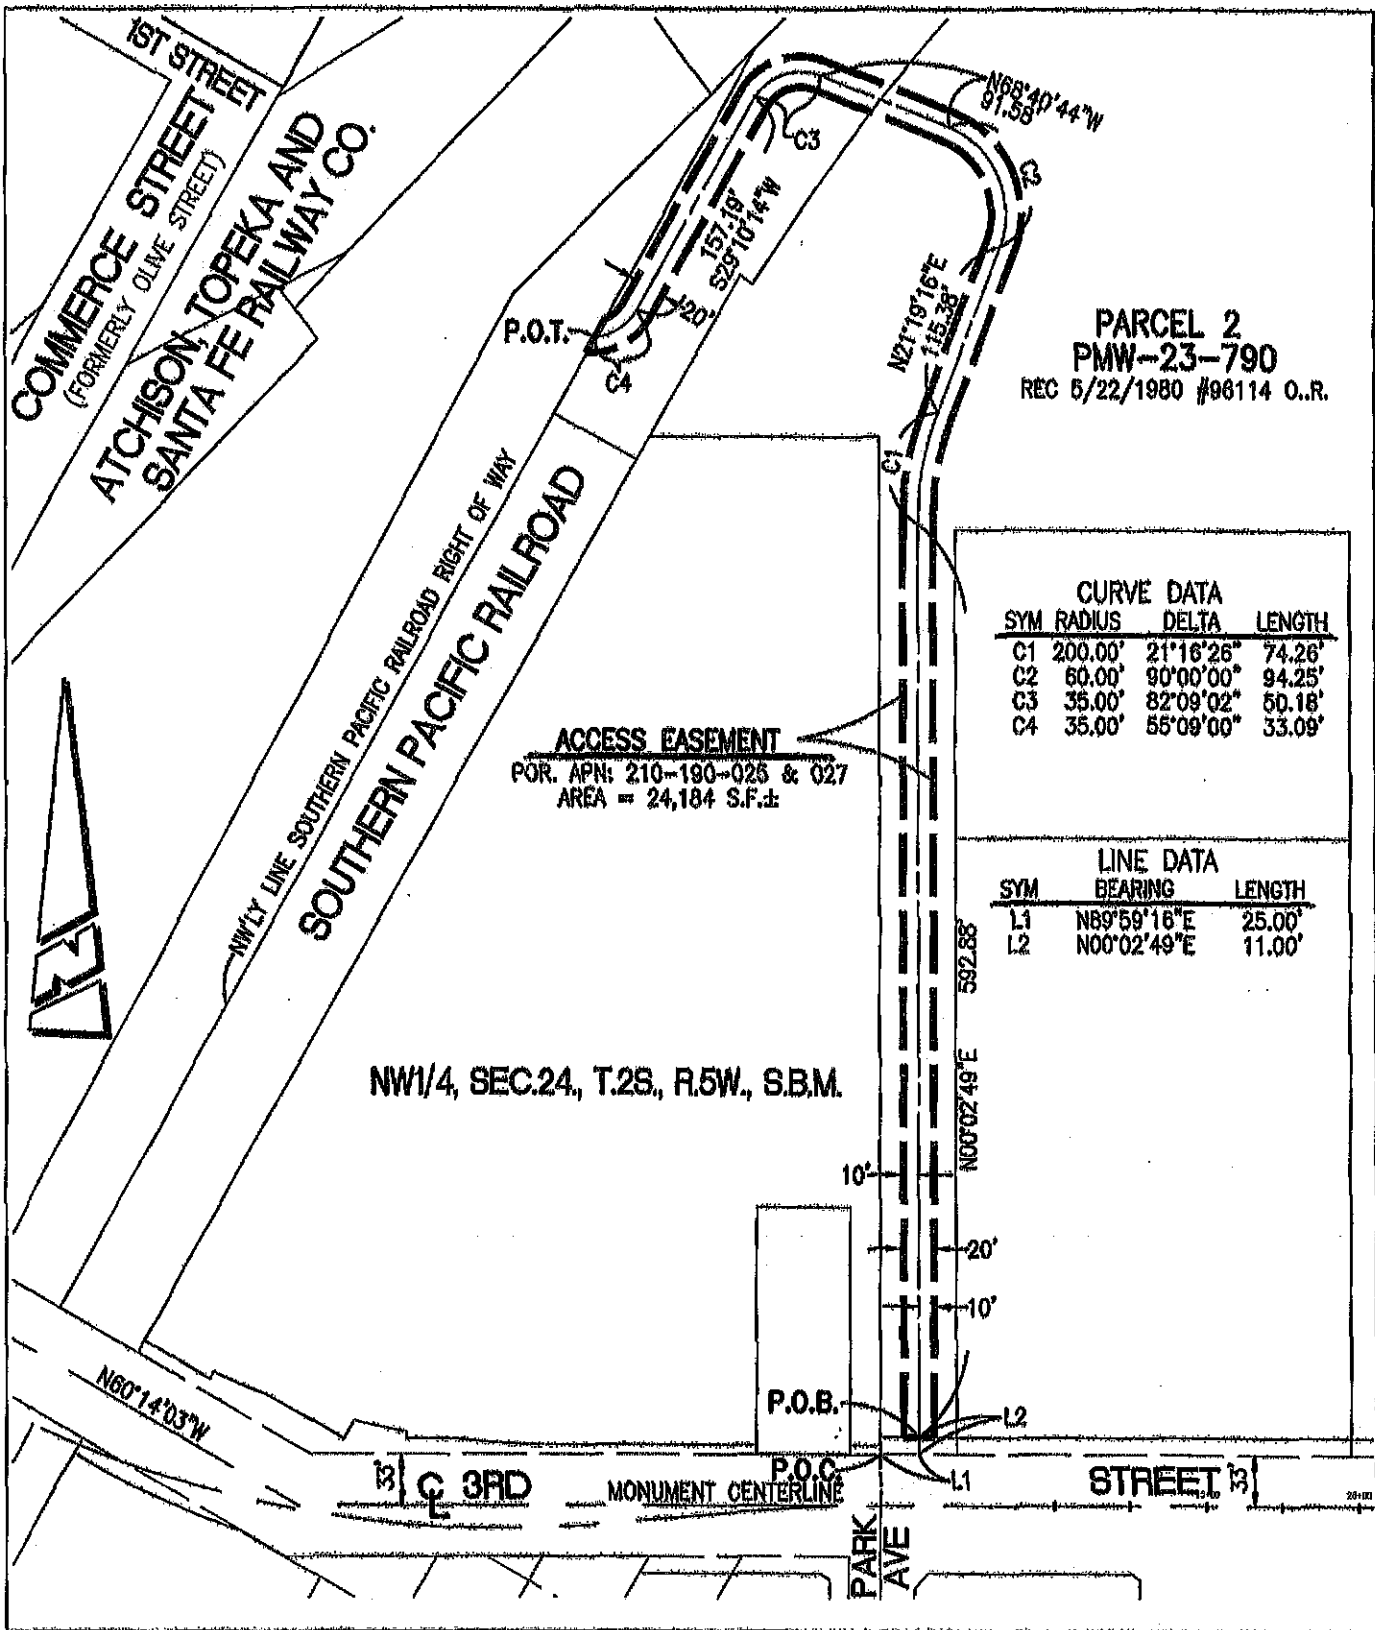 1ST STREET
COMMERCE STREET
(FORMERLY OLIVE STREET)
ATCHISON, TOPEKA AND
SANTA FE RAILWAY CO.
N68°40'44"W
91.58'
C3
157.19'
S29°10'14"W
20'
P.O.T.
C4
N21°19'16"E
115.38'
PARCEL 2
PMW-23-790
REC 5/22/1980 #96114 O..R.
C1
NW'LY LINE SOUTHERN PACIFIC RAILROAD RIGHT OF WAY
SOUTHERN PACIFIC RAILROAD
CURVE DATA
SYM RADIUS DELTA LENGTH
C1 200.00' 21°16'26" 74.26'
C2 60.00' 90°00'00" 94.25'
C3 35.00' 82°09'02" 50.18'
C4 35.00' 55°09'00" 33.09'
ACCESS EASEMENT
POR. APN: 210-190-025 & 027
AREA = 24,184 S.F.±
LINE DATA
SYM BEARING LENGTH
L1 N89°59'16"E 25.00'
L2 N00°02'49"E 11.00'
N
N00°02'49"E 592.88'
NW1/4, SEC.24., T.2S., R.5W., S.B.M.
10'
20'
10'
P.O.B.
L2
N60°14'03"W
P.O.C.
L1
33'
CL 3RD
MONUMENT CENTERLINE
STREET
33'
PARK
AVE